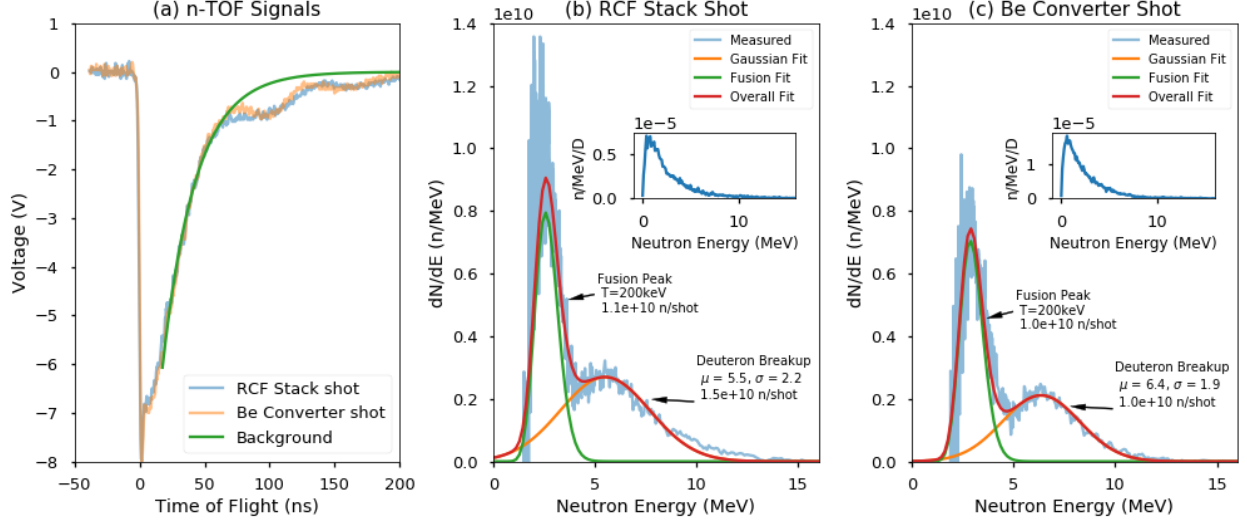 (a) n-TOF Signals
1
0
−1
−2
−3
−4
−5
−6
−7
−8
Voltage (V)
−50
0
50
100
150
200
Time of Flight (ns)
RCF Stack shot
Be Converter shot
Background
(b) RCF Stack Shot
1e10
1.4
1.2
1.0
0.8
0.6
0.4
0.2
0.0
dN/dE (n/MeV)
0
5
10
15
Neutron Energy (MeV)
Measured
Gaussian Fit
Fusion Fit
Overall Fit
1e−5
0.5
0.0
n/MeV/D
0
10
Neutron Energy (MeV)
Fusion Peak
T=200keV
1.1e+10 n/shot
Deuteron Breakup
μ = 5.5, σ = 2.2
1.5e+10 n/shot
(c) Be Converter Shot
1e10
1.4
1.2
1.0
0.8
0.6
0.4
0.2
0.0
dN/dE (n/MeV)
0
5
10
15
Neutron Energy (MeV)
Measured
Gaussian Fit
Fusion Fit
Overall Fit
1e−5
1
0
n/MeV/D
0
10
Neutron Energy (MeV)
Fusion Peak
T=200keV
1.0e+10 n/shot
Deuteron Breakup
μ = 6.4, σ = 1.9
1.0e+10 n/shot